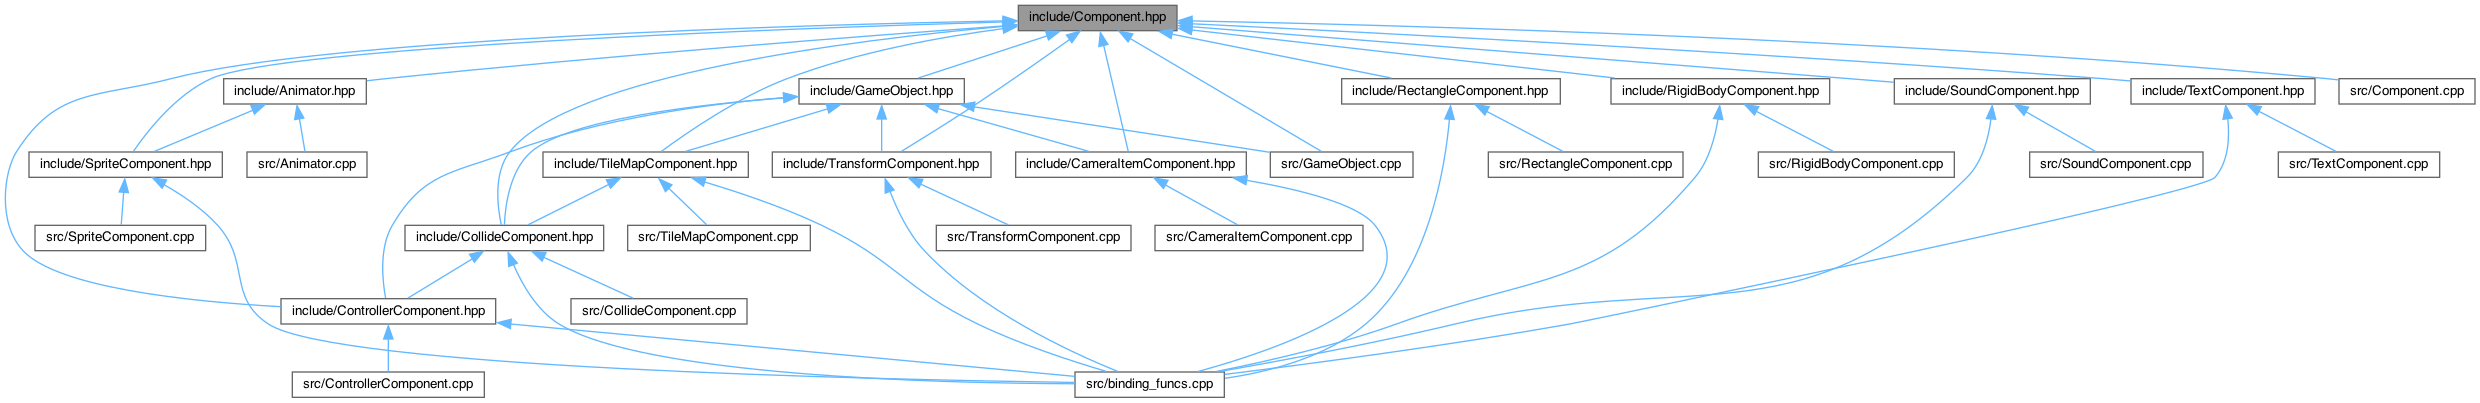 include/Component.hpp
include/Animator.hpp
include/GameObject.hpp
include/RectangleComponent.hpp
include/RigidBodyComponent.hpp
include/SoundComponent.hpp
include/TextComponent.hpp
src/Component.cpp
include/SpriteComponent.hpp
src/Animator.cpp
include/TileMapComponent.hpp
include/TransformComponent.hpp
include/CameraItemComponent.hpp
src/GameObject.cpp
src/RectangleComponent.cpp
src/RigidBodyComponent.cpp
src/SoundComponent.cpp
src/TextComponent.cpp
src/SpriteComponent.cpp
include/CollideComponent.hpp
src/TileMapComponent.cpp
src/TransformComponent.cpp
src/CameraItemComponent.cpp
include/ControllerComponent.hpp
src/CollideComponent.cpp
src/ControllerComponent.cpp
src/binding_funcs.cpp